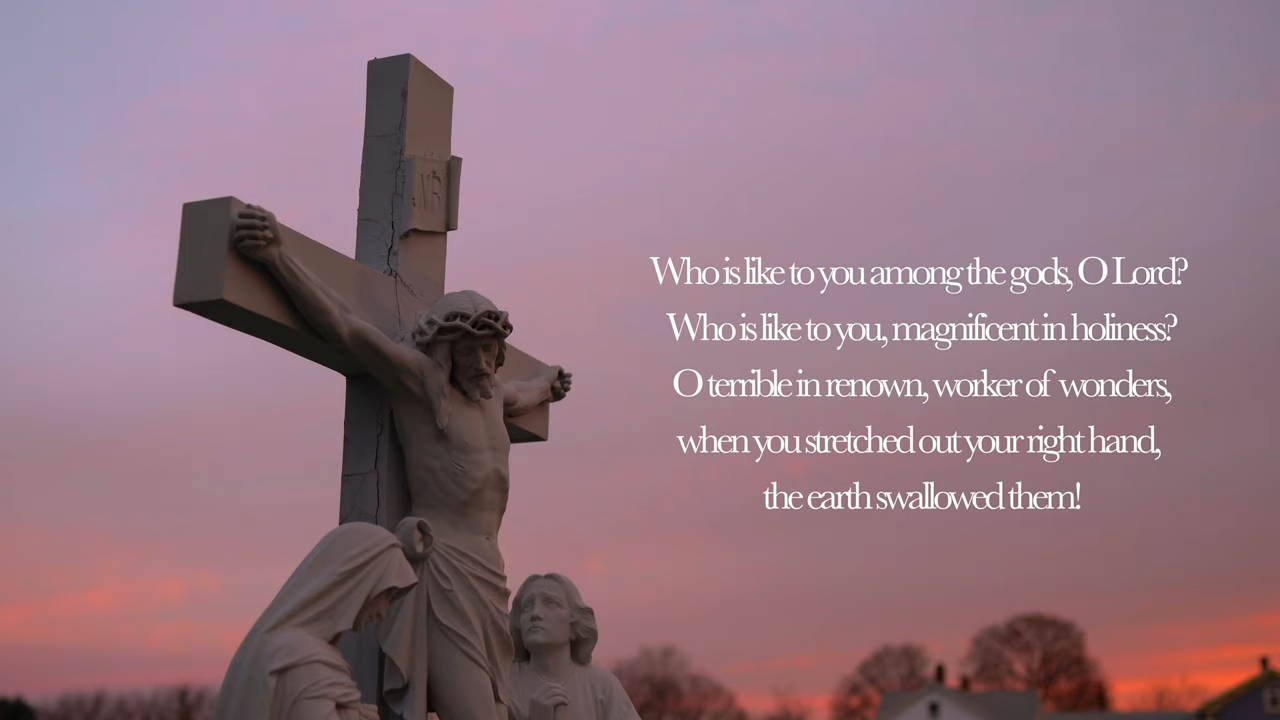 INRI
Who is like to you among the gods, O Lord?
Who is like to you, magnificent in holiness?
O terrible in renown, worker of wonders,
when you stretched out your right hand,
the earth swallowed them!